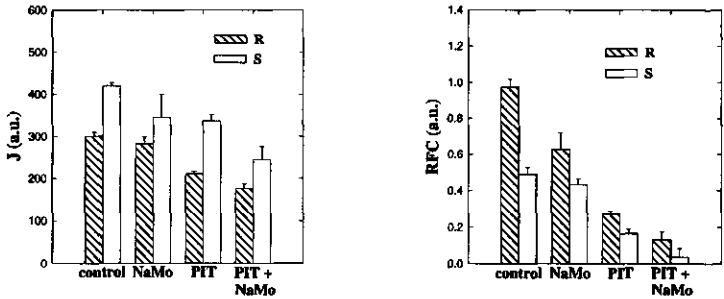 600
500
400
300
200
100
0
J (a.u.)
R
S
control NaMo PIT PIT +
NaMo
1.4
1.2
1.0
0.8
0.6
0.4
0.2
0.0
RFC (a.u.)
R
S
control NaMo PIT PIT +
NaMo